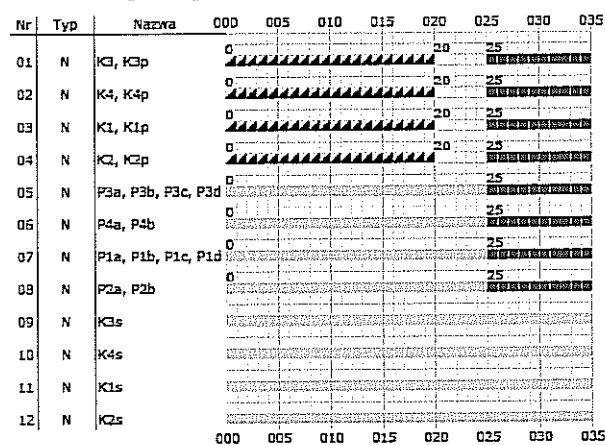 Nr Typ Nazwa 000 005 010 015 020 025 030 035
0 20 25
01 N K3, K3p
0 20 25
02 N K4, K4p
0 20 25
03 N K1, K1p
0 20 25
04 N K2, K2p
0 25
05 N P3a, P3b, P3c, P3d
0 25
06 N P4a, P4b
0 25
07 N P1a, P1b, P1c, P1d
0 25
08 N P2a, P2b
09 N K3s
10 N K4s
11 N K1s
12 N K2s
000 005 010 015 020 025 030 035